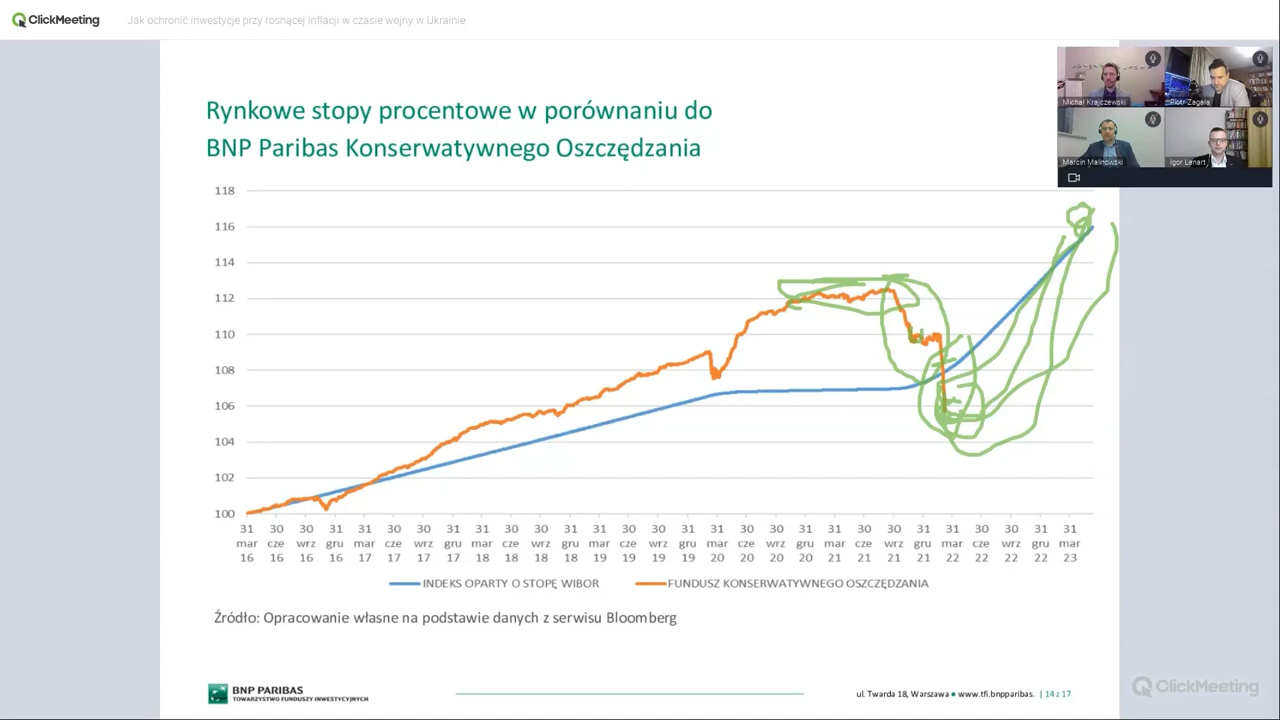 ClickMeeting
Jak ochronić inwestycje przy rosnącej inflacji w czasie wojny w Ukrainie
Michał Krajczewski
Piotr Zagała
Marcin Malinowski
Igor Lenart
Rynkowe stopy procentowe w porównaniu do
BNP Paribas Konserwatywnego Oszczędzania
118
116
114
112
110
108
106
104
102
100
31 30 30 31 31 30 30 31 31 30 30 31 31 30 30 31 31 30 30 31 31 30 30 31 31 30 30 31 31
mar cze wrz gru mar cze wrz gru mar cze wrz gru mar cze wrz gru mar cze wrz gru mar cze wrz gru mar cze wrz gru mar
16 16 16 16 17 17 17 17 18 18 18 18 19 19 19 19 20 20 20 20 21 21 21 21 22 22 22 22 23
INDEKS OPARTY O STOPĘ WIBOR FUNDUSZ KONSERWATYWNEGO OSZCZĘDZANIA
Źródło: Opracowanie własne na podstawie danych z serwisu Bloomberg
BNP PARIBAS
TOWARZYSTWO FUNDUSZY INWESTYCYJNYCH
ul. Twarda 18, Warszawa • www.tfi.bnpparibas. | 14 z 17
ClickMeeting